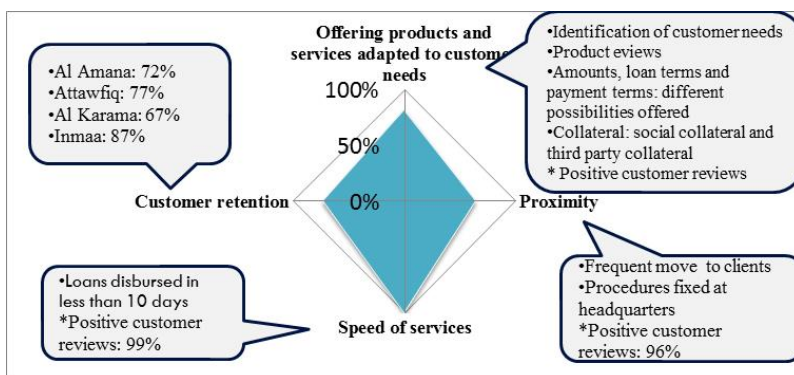 Offering products and
services adapted to custome
needs
100%
50%
0%
•Al Amana: 72%
•Attawfiq: 77%
•Al Karama: 67%
•Inmaa: 87%
•Identification of customer needs
•Product eviews
•Amounts, loan terms and
payment terms: different
possibilities offered
•Collateral: social collateral and
third party collateral
* Positive customer reviews
Customer retention
Proximity
•Loans disbursed in
less than 10 days
*Positive customer
reviews: 99%
Speed of services
•Frequent move to clients
•Procedures fixed at
headquarters
*Positive customer
reviews: 96%